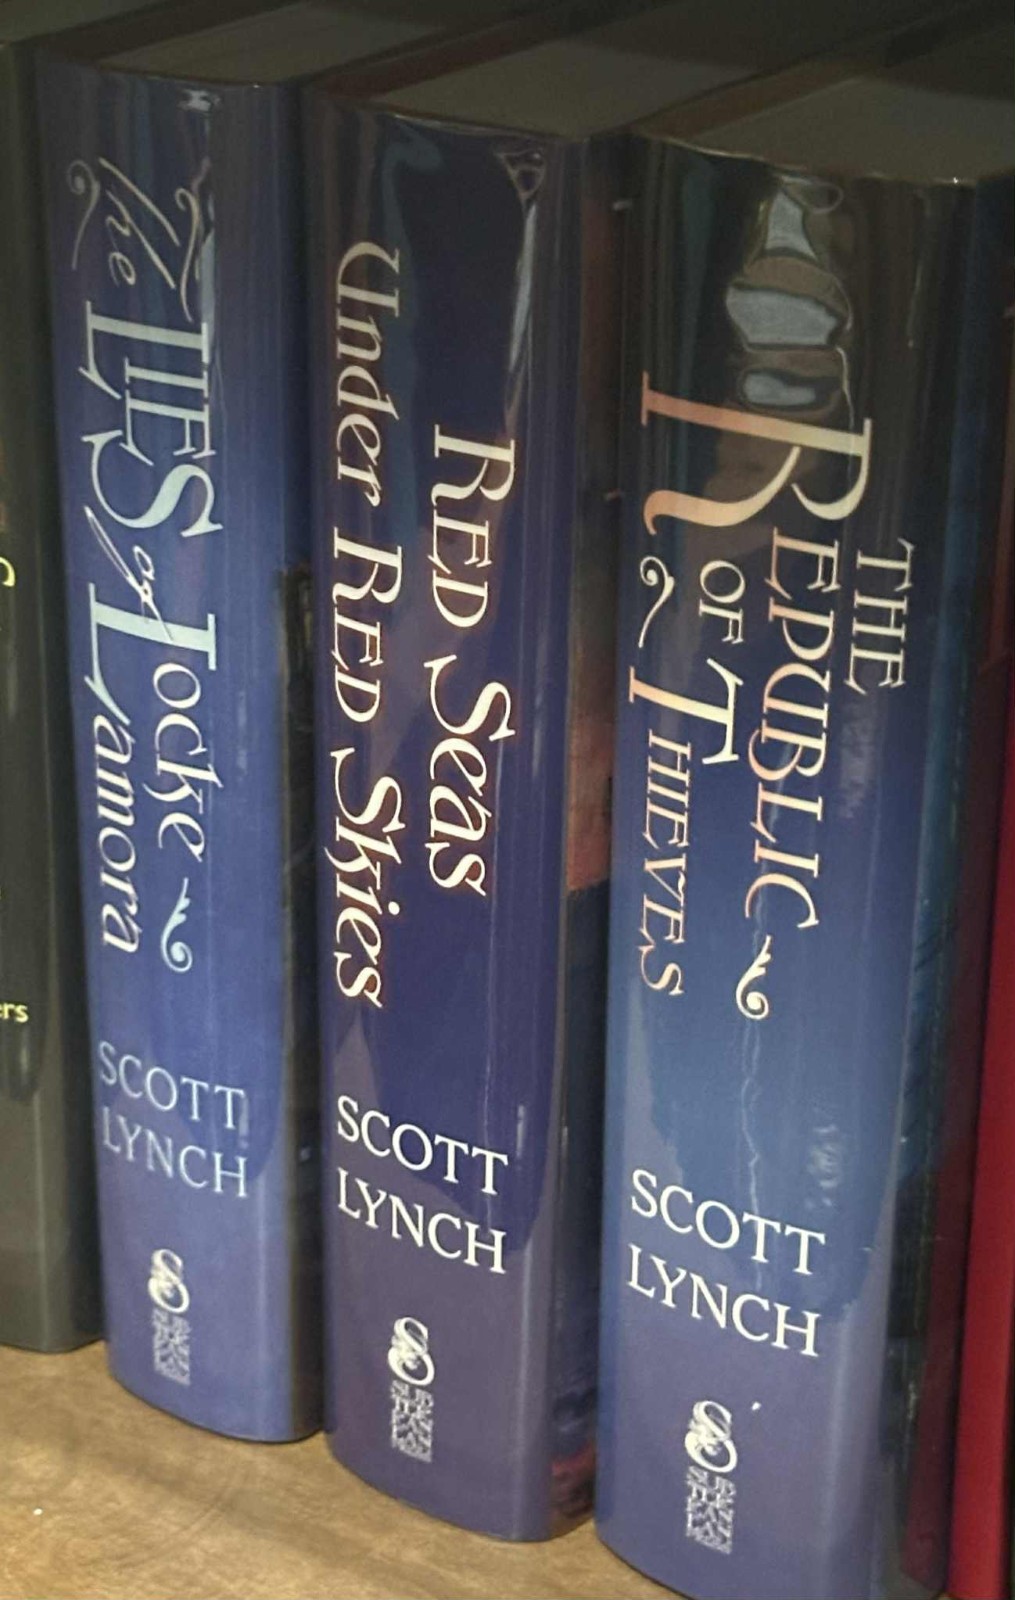 ers
The LIES of Locke
Lamora
SCOTT
LYNCH
RED Seas
Under RED Skies
SCOTT
LYNCH
THE
REPUBLIC
OF THIEVES
SCOTT
LYNCH